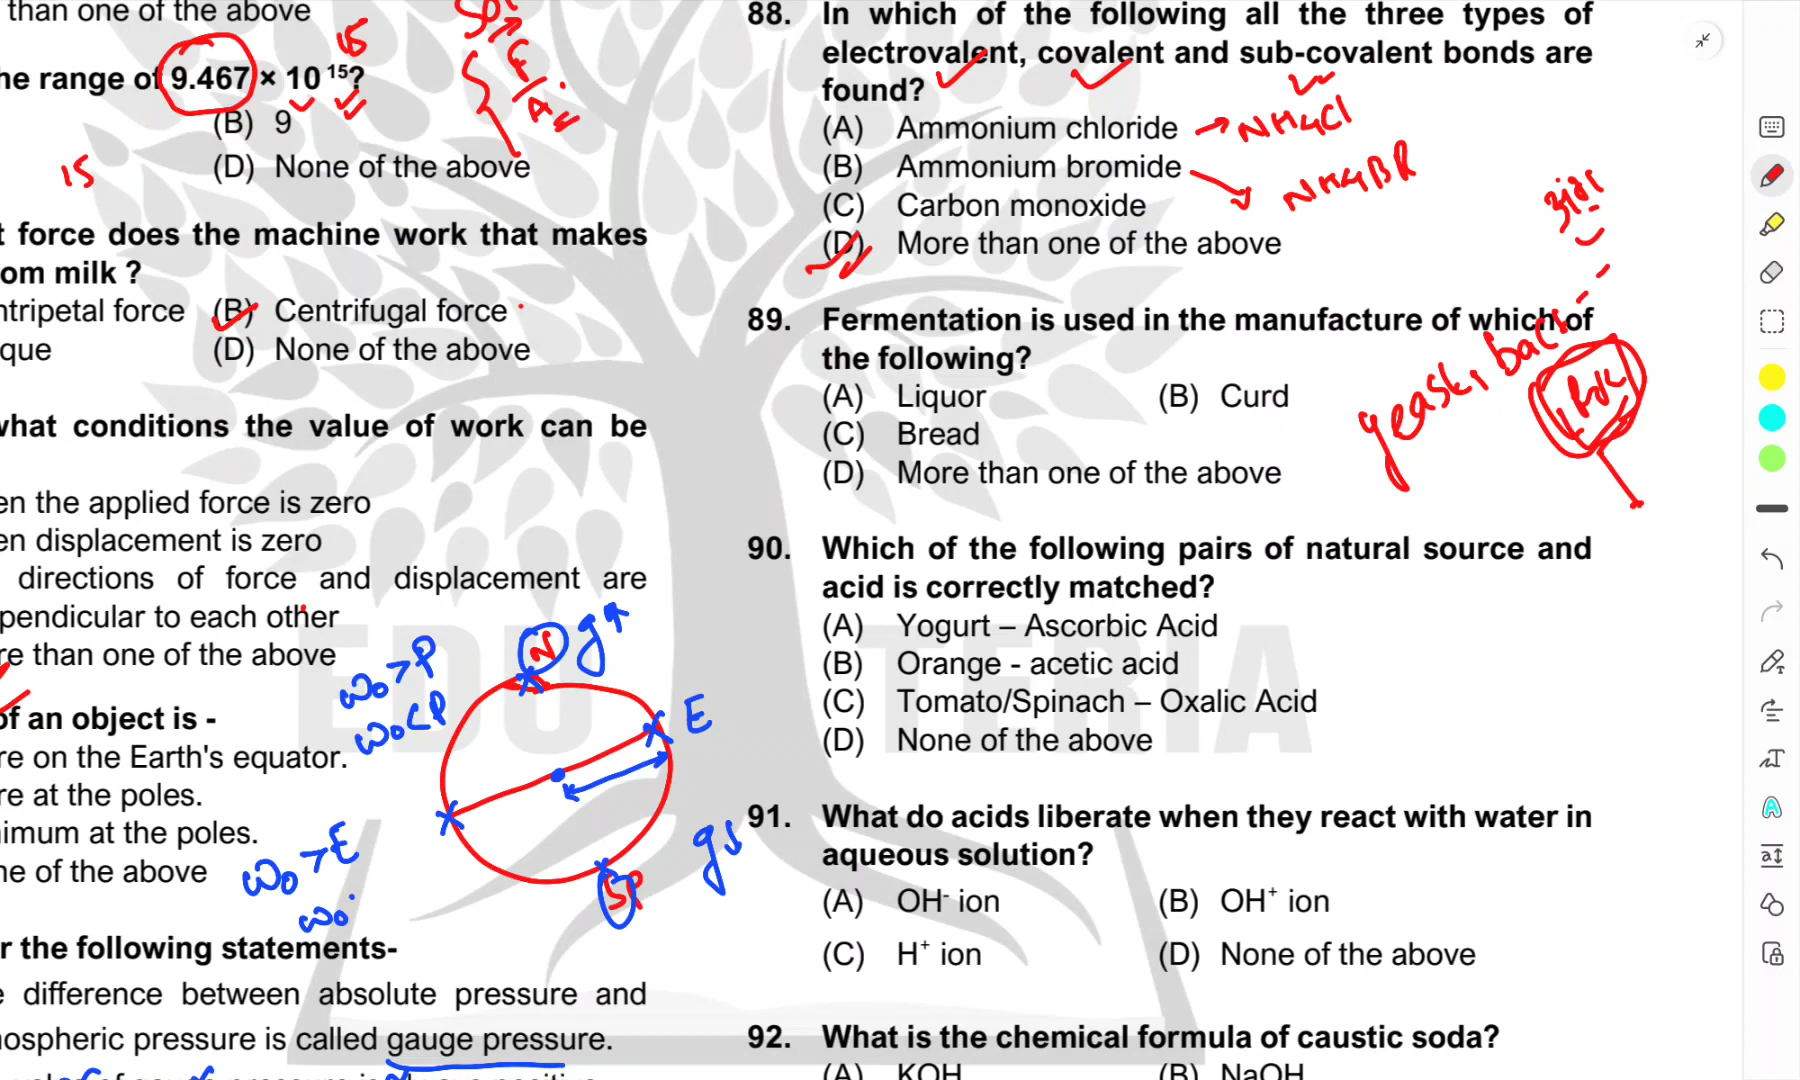 than one of the above
he range of 9.467 × 10 15?
15
(B) 9
15
(D) None of the above
t force does the machine work that makes
om milk ?
ntripetal force (B) Centrifugal force
que (D) None of the above
what conditions the value of work can be
en the applied force is zero
en displacement is zero
directions of force and displacement are
pendicular to each other
re than one of the above
of an object is -
re on the Earth's equator.
re at the poles.
nimum at the poles.
ne of the above
N g
E
g
r the following statements-
e difference between absolute pressure and
nospheric pressure is called gauge pressure.
88. In which of the following all the three types of
electrovalent, covalent and sub-covalent bonds are
found?
(A) Ammonium chloride → NH4Cl
(B) Ammonium bromide → NH4BR
(C) Carbon monoxide
(D) More than one of the above
89. Fermentation is used in the manufacture of which of
the following?
(A) Liquor (B) Curd
(C) Bread
(D) More than one of the above
yeast, bac
90. Which of the following pairs of natural source and
acid is correctly matched?
(A) Yogurt – Ascorbic Acid
(B) Orange - acetic acid
(C) Tomato/Spinach – Oxalic Acid
(D) None of the above
91. What do acids liberate when they react with water in
aqueous solution?
(A) OH- ion (B) OH+ ion
(C) H+ ion (D) None of the above
92. What is the chemical formula of caustic soda?
(A) KOH (B) NaOH